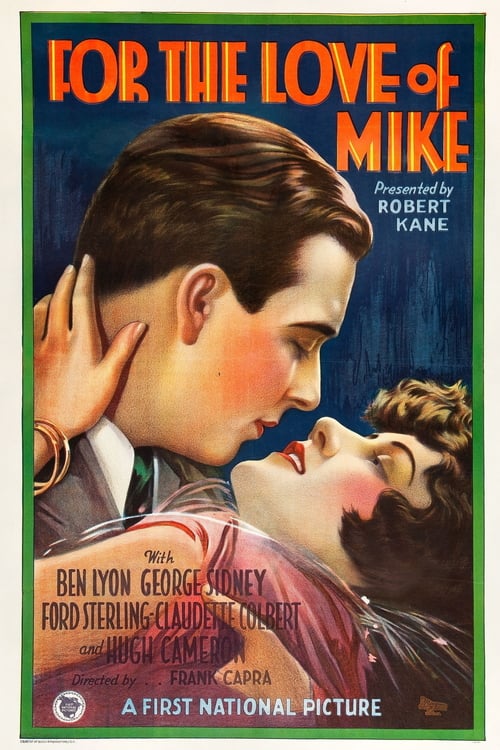 FOR THE LOVE of
MIKE
Presented by
ROBERT
KANE
With
BEN LYON GEORGE SIDNEY
FORD STERLING-CLAUDETTE COLBERT
and HUGH CAMERON
Directed by . . . FRANK CAPRA
A FIRST NATIONAL PICTURE